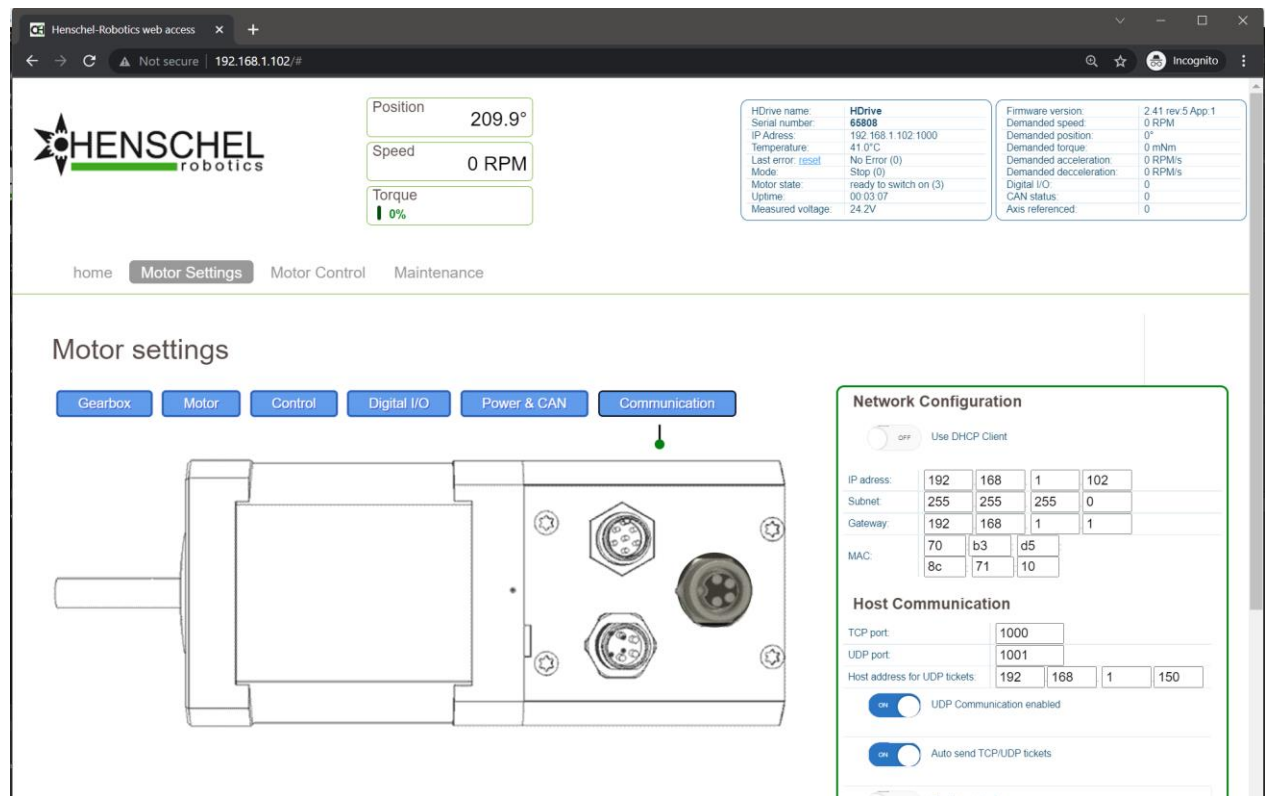 Henschel-Robotics web access
Not secure 192.168.1.102/#
Incognito
HENSCHEL
robotics
Position
209.9°
Speed
0 RPM
Torque
0%
HDrive name: HDrive
Serial number: 65808
IP Adress: 192.168.1.102:1000
Temperature: 41.0°C
Last error: reset No Error (0)
Mode: Stop (0)
Motor state: ready to switch on (3)
Uptime: 00:03:07
Measured voltage: 24.2V
Firmware version: 2.41 rev:5 App:1
Demanded speed: 0 RPM
Demanded position: 0°
Demanded torque: 0 mNm
Demanded acceleration: 0 RPM/s
Demanded decceleration: 0 RPM/s
Digital I/O: 0
CAN status: 0
Axis referenced: 0
home Motor Settings Motor Control Maintenance
Motor settings
Gearbox Motor Control Digital I/O Power & CAN Communication
Network Configuration
OFF Use DHCP Client
IP adress: 192 168 1 102
Subnet: 255 255 255 0
Gateway: 192 168 1 1
MAC: 70 b3 d5
8c 71 10
Host Communication
TCP port: 1000
UDP port: 1001
Host address for UDP tickets: 192 168 1 150
ON UDP Communication enabled
ON Auto send TCP/UDP tickets